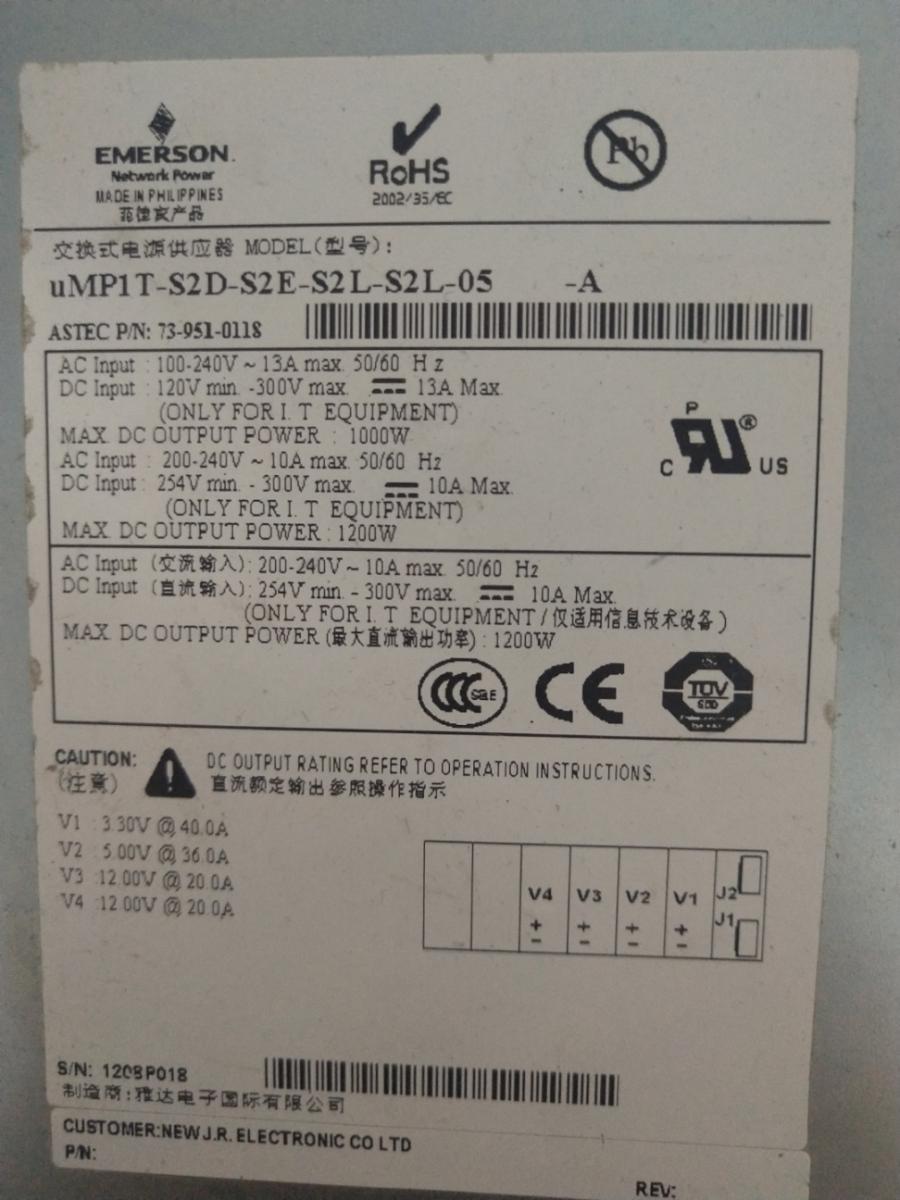 EMERSON
Network Power
MADE IN PHILIPPINES
菲律宾产品
RoHS
2002/95/EC
Pb
交换式电源供应器 MODEL(型号):
uMP1T-S2D-S2E-S2L-S2L-05 -A
ASTEC P/N: 73-951-0118
AC Input : 100-240V ~ 13A max. 50/60 Hz
DC Input : 120V min. -300V max. ⎓ 13A Max.
(ONLY FOR I.T EQUIPMENT)
MAX. DC OUTPUT POWER : 1000W
AC Input : 200-240V ~ 10A max. 50/60 Hz
DC Input : 254V min. - 300V max. ⎓ 10A Max.
(ONLY FOR I.T EQUIPMENT)
MAX. DC OUTPUT POWER : 1200W
P
C RU ® US
AC Input (交流输入): 200-240V ~ 10A max. 50/60 Hz
DC Input (直流输入): 254V min. - 300V max. ⎓ 10A Max.
(ONLY FOR I.T EQUIPMENT / 仅适用信息技术设备)
MAX. DC OUTPUT POWER (最大直流输出功率) : 1200W
CCC S&E CE TUV
CAUTION:
(注意)
DC OUTPUT RATING REFER TO OPERATION INSTRUCTIONS.
直流额定输出参照操作指示
V1 : 3.30V @ 40.0A
V2 : 5.00V @ 36.0A
V3 :12.00V @ 20.0A
V4 :12.00V @ 20.0A
V4 V3 V2 V1 J2
+ + + + J1
- - - -
S/N: 1208P018
制造商:雅达电子国际有限公司
CUSTOMER:NEW J.R. ELECTRONIC CO LTD
P/N:
REV: